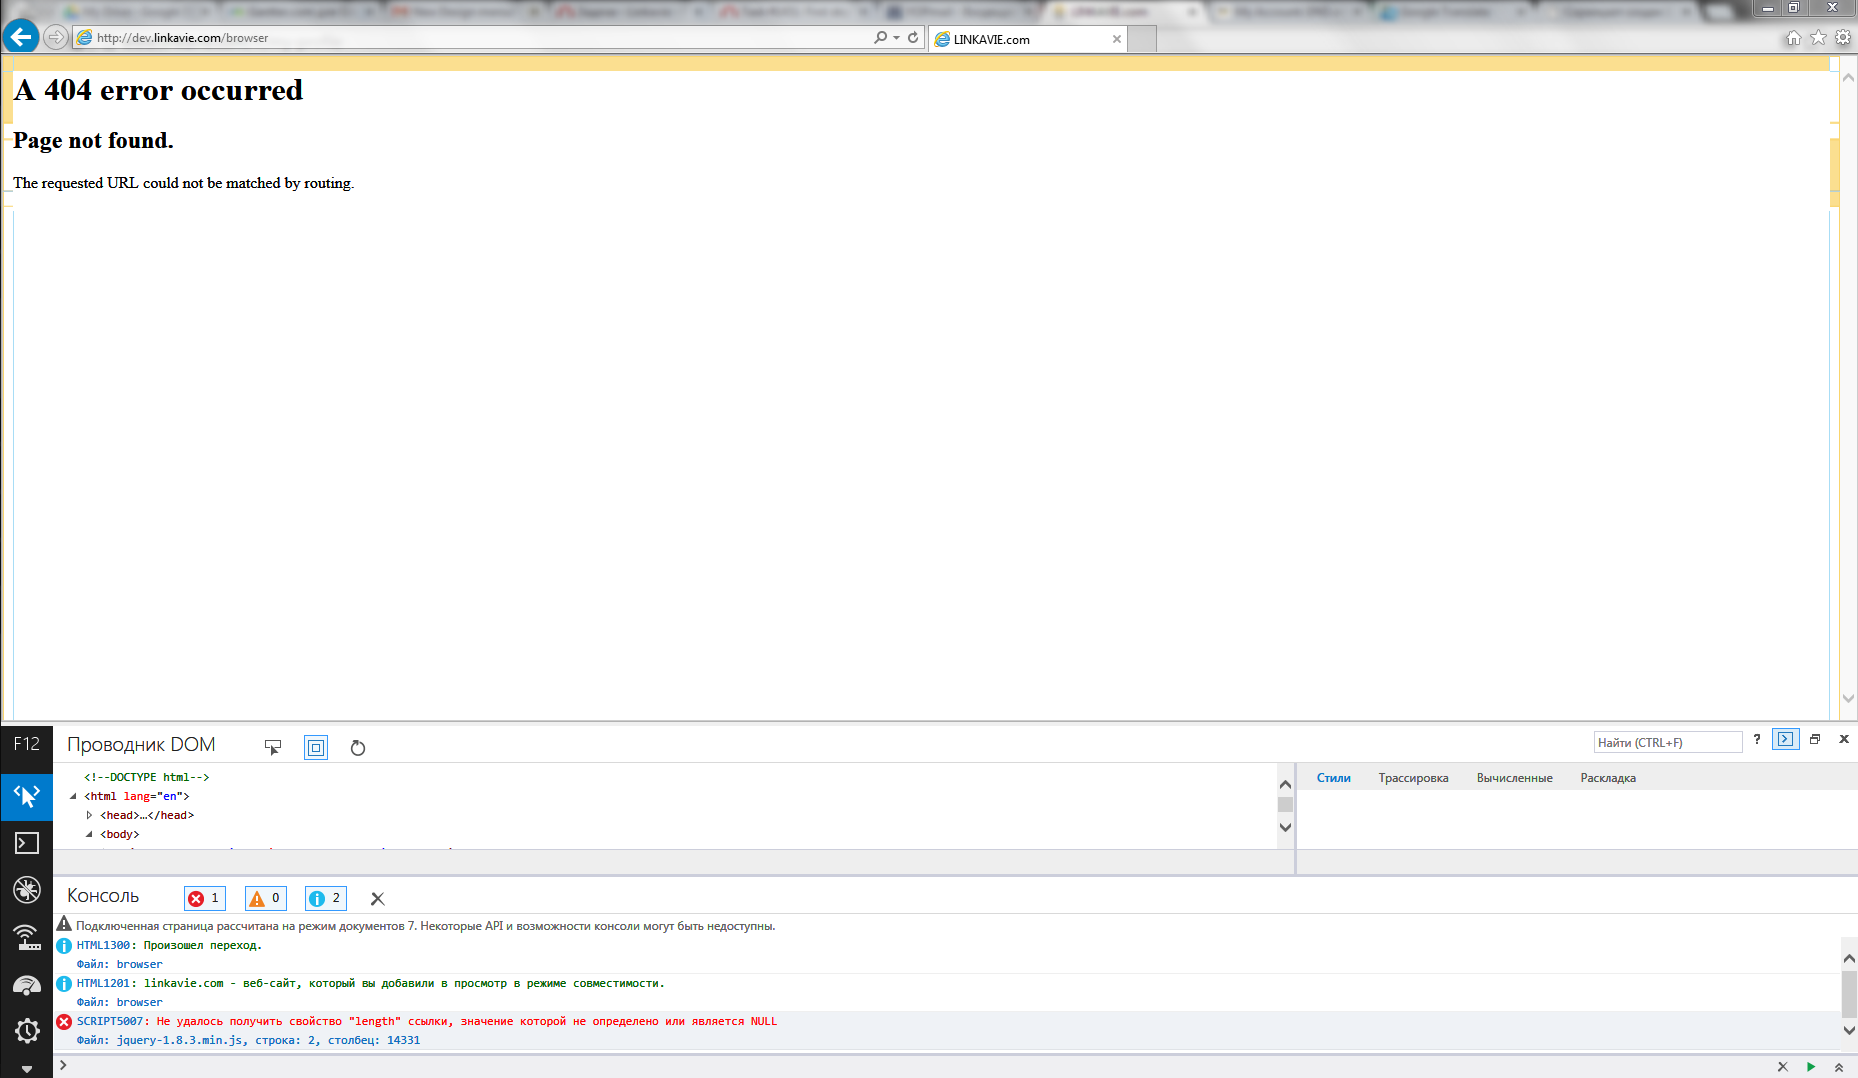 http://dev.linkavie.com/browser
LINKAVIE.com
A 404 error occurred
Page not found.
The requested URL could not be matched by routing.
F12
Проводник DOM
Найти (CTRL+F)
?
<!--DOCTYPE html-->
<html lang="en">
<head>…</head>
<body>
Стили
Трассировка
Вычисленные
Раскладка
Консоль
1
0
2
Подключенная страница рассчитана на режим документов 7. Некоторые API и возможности консоли могут быть недоступны.
HTML1300: Произошел переход.
Файл: browser
HTML1201: linkavie.com - веб-сайт, который вы добавили в просмотр в режиме совместимости.
Файл: browser
SCRIPT5007: Не удалось получить свойство "length" ссылки, значение которой не определено или является NULL
Файл: jquery-1.8.3.min.js, строка: 2, столбец: 14331